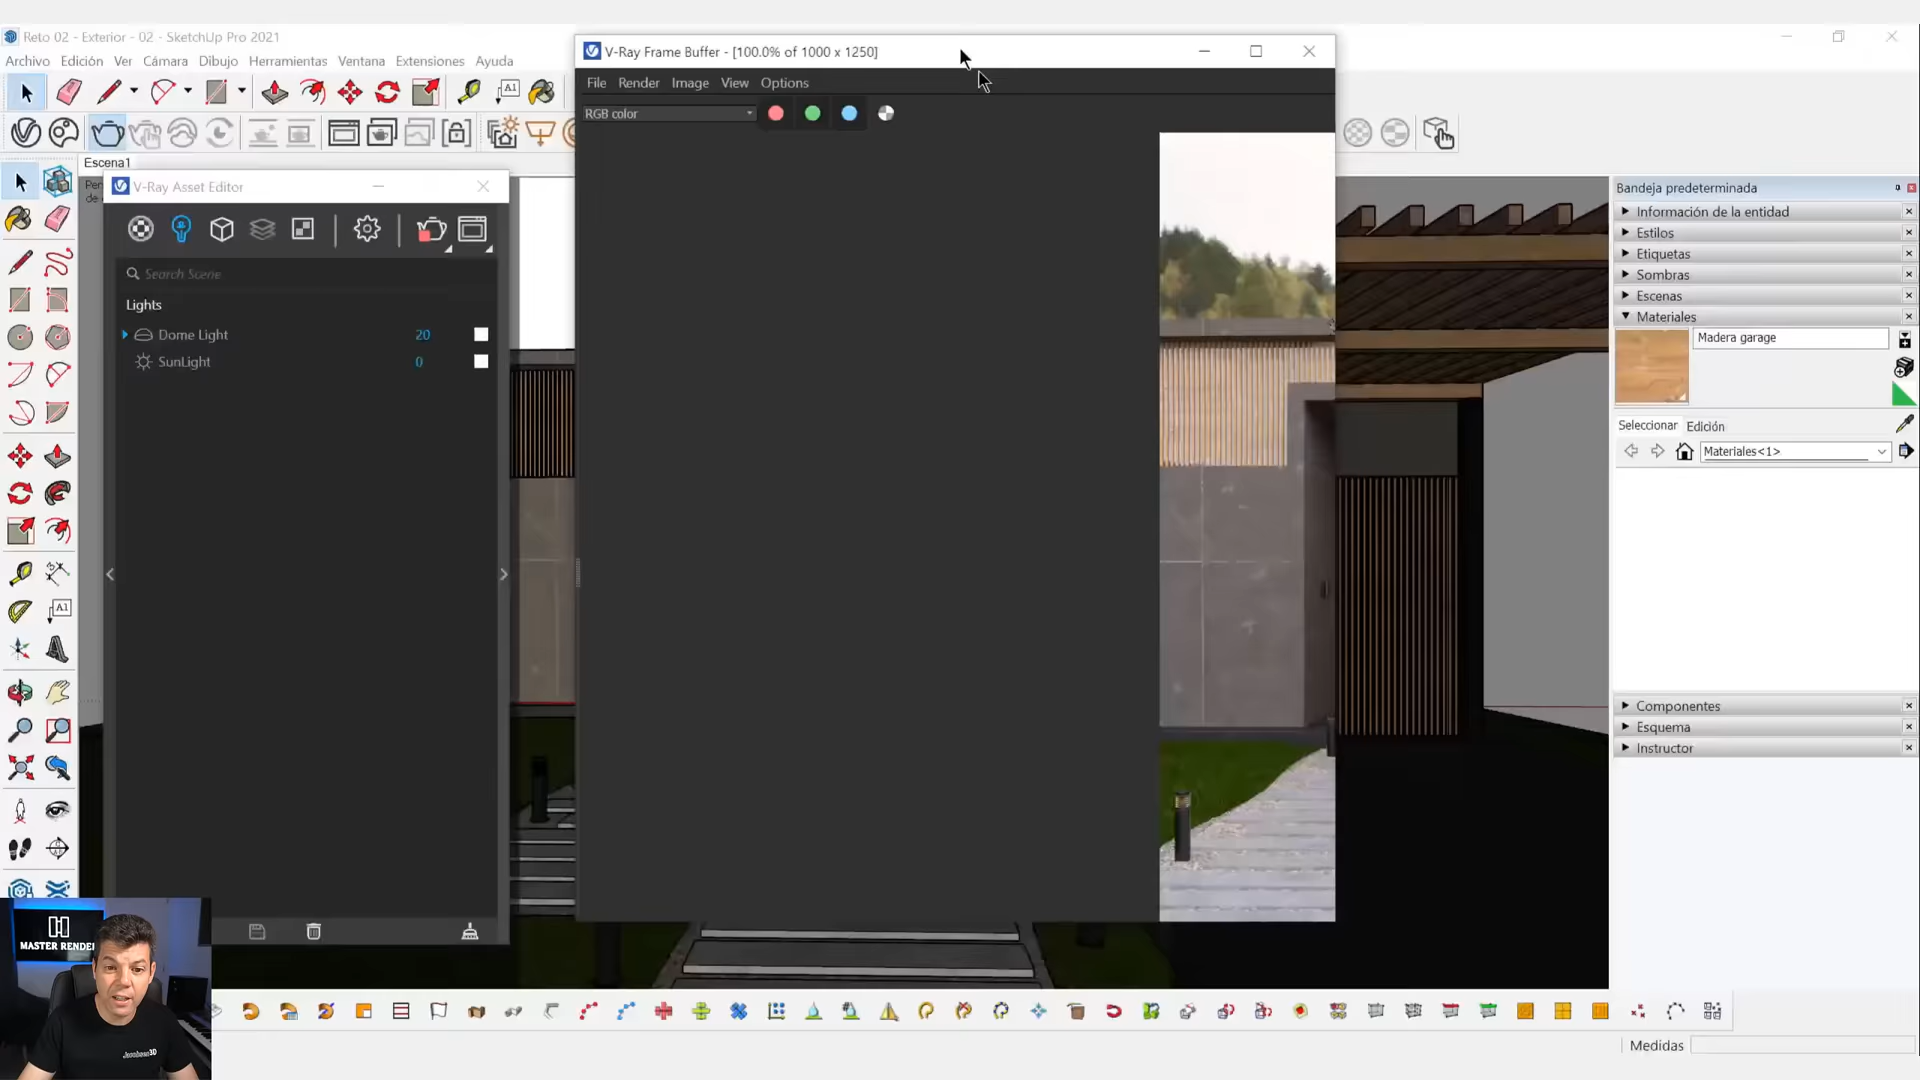 Reto 02 - Exterior - 02 - SketchUp Pro 2021
Archivo Edición Ver Cámara Dibujo Herramientas Ventana Extensiones Ayuda
Escena1
V-Ray Asset Editor
Search Scene
Lights
Dome Light 20
SunLight 0
V-Ray Frame Buffer - [100.0% of 1000 x 1250]
File Render Image View Options
RGB color
Bandeja predeterminada
Información de la entidad
Estilos
Etiquetas
Sombras
Escenas
Materiales
Madera garage
Seleccionar Edición
Materiales<1>
Componentes
Esquema
Instructor
MASTER RENDER
Jacobsen3D
Medidas